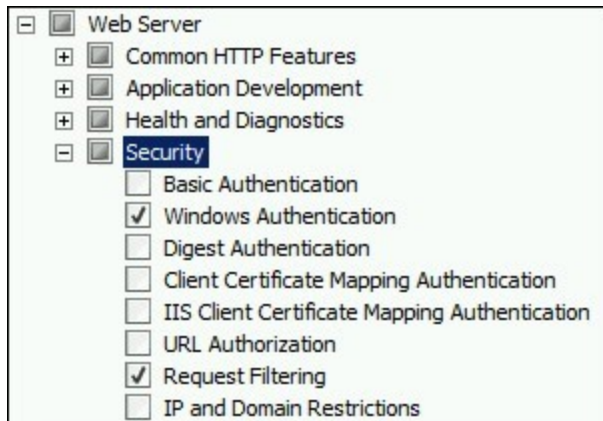 Web Server
Common HTTP Features
Application Development
Health and Diagnostics
Security
Basic Authentication
Windows Authentication
Digest Authentication
Client Certificate Mapping Authentication
IIS Client Certificate Mapping Authentication
URL Authorization
Request Filtering
IP and Domain Restrictions